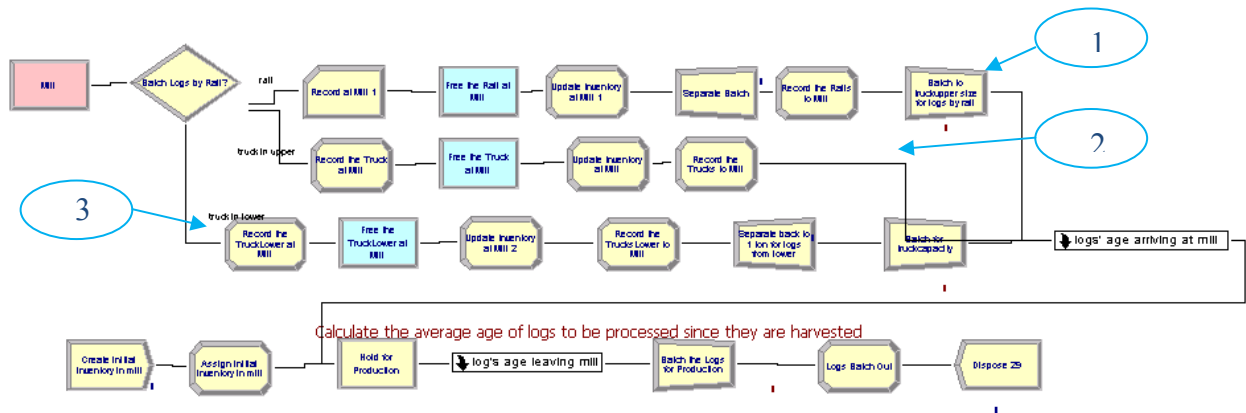 1
Mill
Batch Logs by Rail?
rail
Record at Mill 1
Free the Rail at
Mill
Update Inventory
at Mill 1
Separate Batch
Record the Rails
to Mill
Batch to
truckupper size
for logs by rail
2
truck in upper
Record the Truck
at Mill
Free the Truck
at Mill
Update Inventory
at Mill
Record the
Trucks to Mill
3
truck in lower
Record the
TruckLower at
Mill
Free the
TruckLower at
Mill
Update Inventory
at Mill 2
Record the
TrucksLower to
Mill
Separate back to
1 ton for logs
from lower
Batch for
truckcapacity
logs' age arriving at mill
Calculate the average age of logs to be processed since they are harvested
Create Initial
Inventory in mill
Assign Initial
Inventory in mill
Hold for
Production
log's age leaving mill
Batch the Logs
for Production
Logs Batch Out
Dispose 29